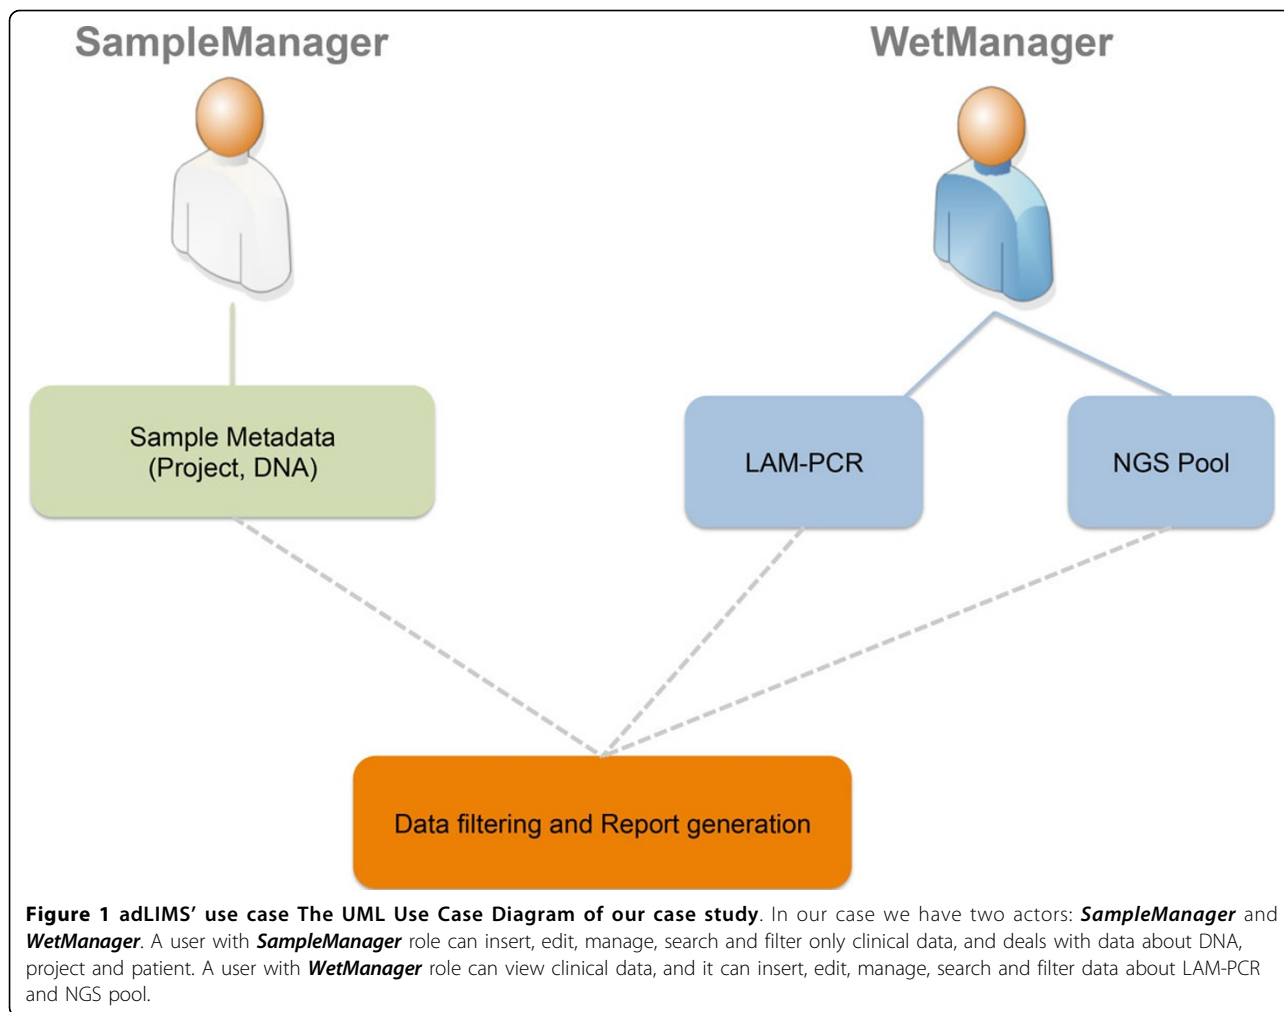 SampleManager
WetManager
Sample Metadata
(Project, DNA)
LAM-PCR
NGS Pool
Data filtering and Report generation
Figure 1 adLIMS' use case The UML Use Case Diagram of our case study. In our case we have two actors: SampleManager and
WetManager. A user with SampleManager role can insert, edit, manage, search and filter only clinical data, and deals with data about DNA,
project and patient. A user with WetManager role can view clinical data, and it can insert, edit, manage, search and filter data about LAM-PCR
and NGS pool.